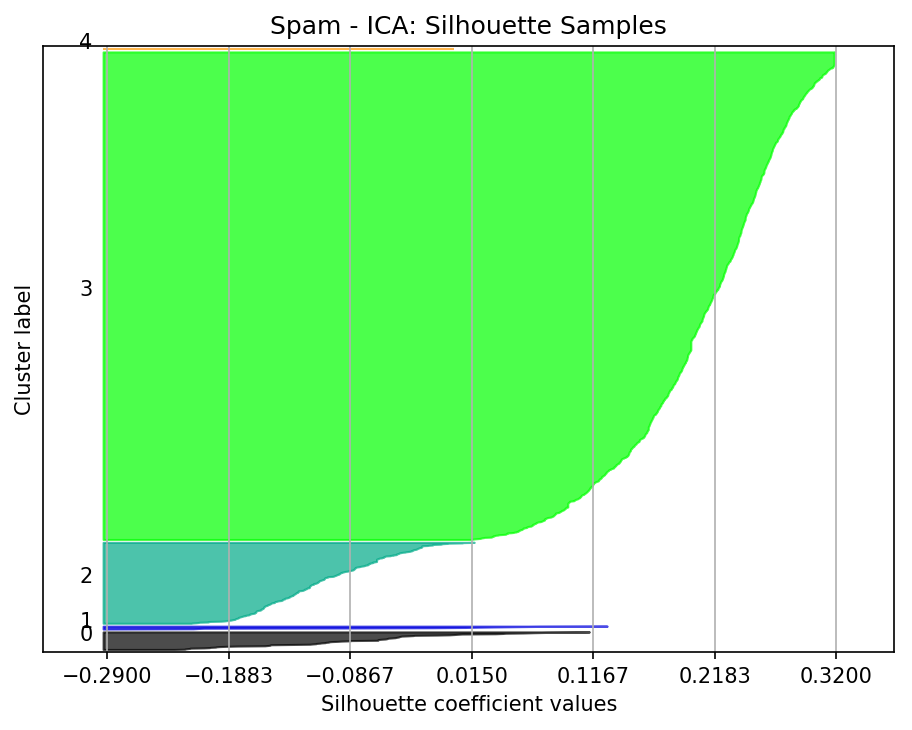 Spam - ICA: Silhouette Samples
4
3
2
1
0
Cluster label
−0.2900 −0.1883 −0.0867 0.0150 0.1167 0.2183 0.3200
Silhouette coefficient values